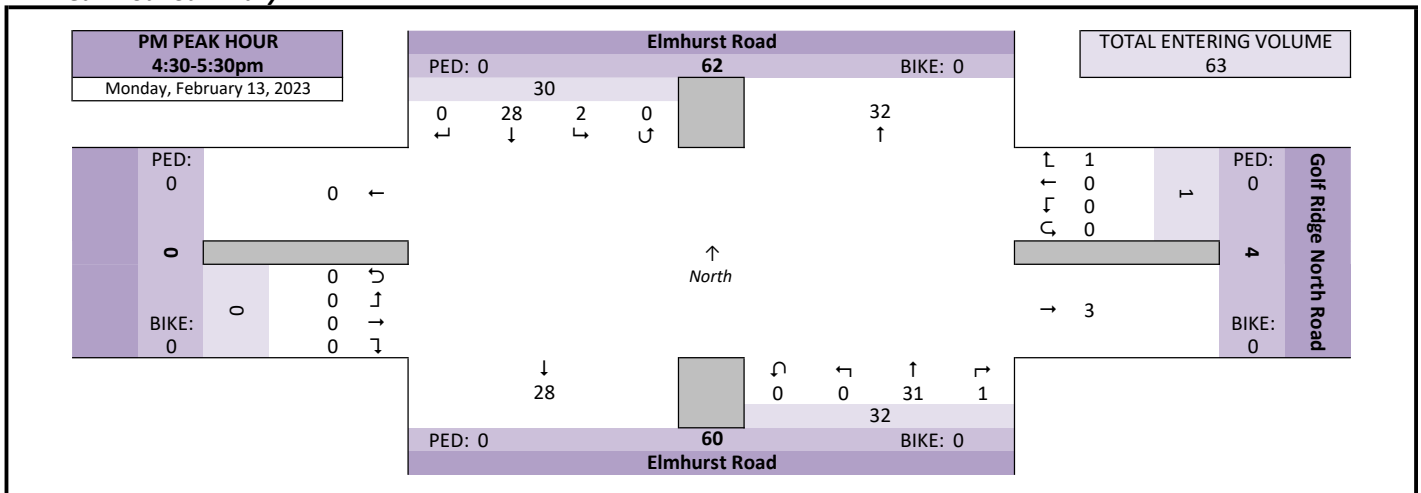 PM PEAK HOUR
4:30-5:30pm
Monday, February 13, 2023
Elmhurst Road
PED: 0 62 BIKE: 0
30
0 28 2 0
32
TOTAL ENTERING VOLUME
63
PED:
0
0 ←
0
0
0
0
0
0
BIKE:
0
↑
North
1
0
0
0
1
PED:
0
4
→ 3
BIKE:
0
Golf Ridge North Road
↓
28
0 0 31 1
32
PED: 0 60 BIKE: 0
Elmhurst Road